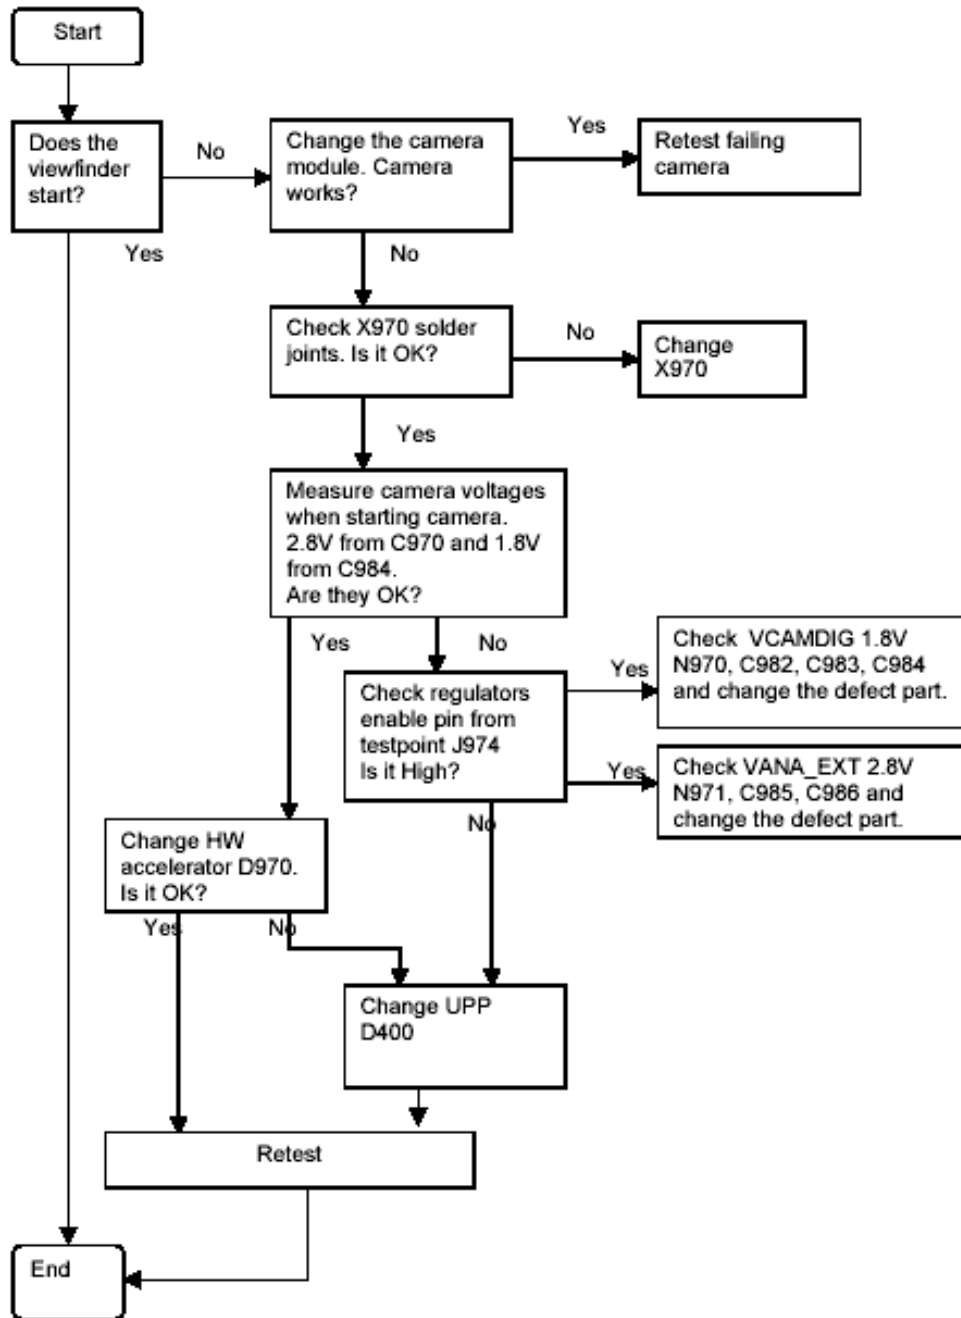 Start
Does the
viewfinder
start?
No
Change the camera
module. Camera
works?
Yes
Retest failing
camera
Yes
No
Check X970 solder
joints. Is it OK?
No
Change
X970
Yes
Measure camera voltages
when starting camera.
2.8V from C970 and 1.8V
from C984.
Are they OK?
Yes
No
Check regulators
enable pin from
testpoint J974
Is it High?
Yes
Check VCAMDIG 1.8V
N970, C982, C983, C984
and change the defect part.
Yes
Check VANA_EXT 2.8V
N971, C985, C986 and
change the defect part.
No
Change HW
accelerator D970.
Is it OK?
Yes
No
Change UPP
D400
Retest
End